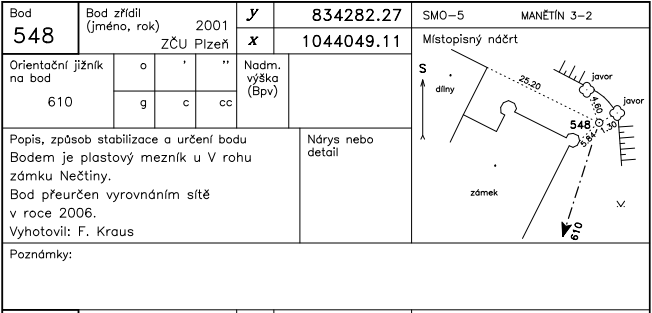 Bod
548
Bod zřídil
(jméno, rok) 2001
ZČU Plzeň
y 834282.27
x 1044049.11
SMO-5 MANĚTÍN 3-2
Orientační jižník
na bod
610
o ' ''
g c cc
Nadm.
výška
(Bpv)
Místopisný náčrt
S
dílny
25.20
javor
4.60
javor
548
1.30
5.84
zámek
610
Popis, způsob stabilizace a určení bodu
Bodem je plastový mezník u V rohu
zámku Nečtiny.
Bod přeurčen vyrovnáním sítě
v roce 2006.
Vyhotovil: F. Kraus
Nárys nebo
detail
Poznámky: